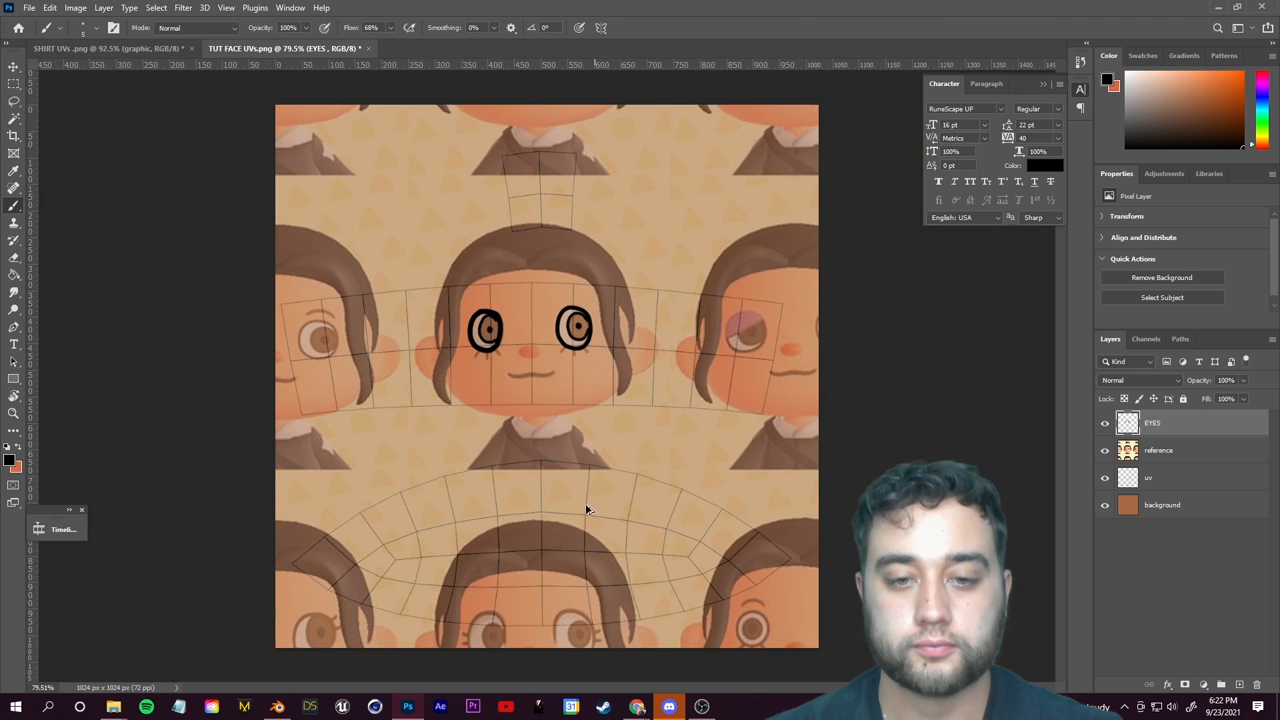 File Edit Image Layer Type Select Filter 3D View Plugins Window Help
Mode: Normal Opacity: 100% Flow: 68% Smoothing: 0% 0°
5
SHIRT UVs .png @ 92.5% (graphic, RGB/8) * × TUT FACE UVs.png @ 79.5% (EYES , RGB/8) * ×
Color Swatches Gradients Patterns
Character Paragraph
RuneScape UF Regular
16 pt 22 pt
Metrics 40
100% 100%
0 pt Color:
English: USA Sharp
Properties Adjustments Libraries
Pixel Layer
Transform
Align and Distribute
Quick Actions
Remove Background
Select Subject
Layers Channels Paths
Kind
Normal Opacity: 100%
Lock: Fill: 100%
EYES
reference
uv
background
Timeli...
79.51% 1024 px x 1024 px (72 ppi)
6:22 PM
9/23/2021